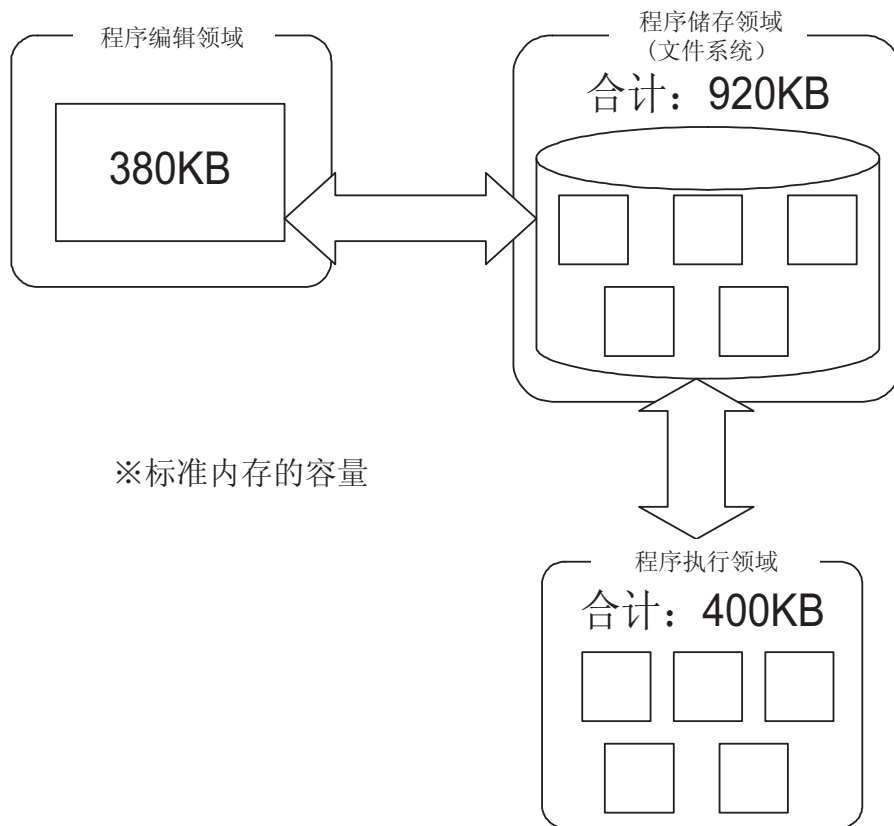 程序编辑领域
380KB
程序储存领域
(文件系统)
合计：920KB
※标准内存的容量
程序执行领域
合计：400KB